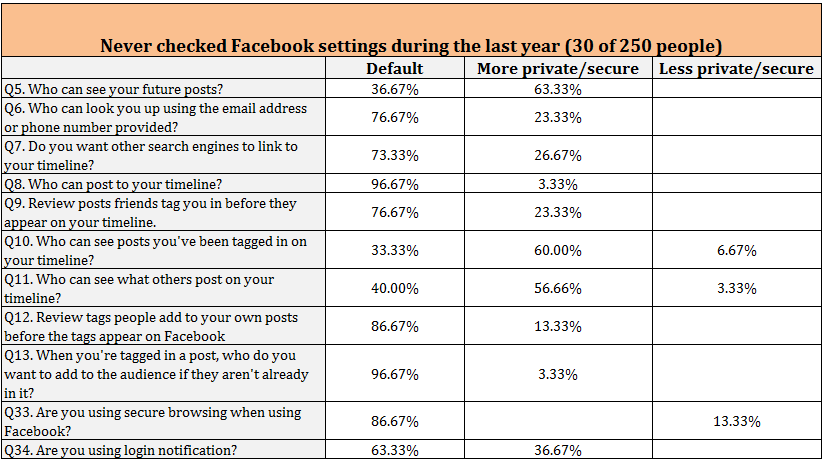 Never checked Facebook settings during the last year (30 of 250 people)
Default More private/secure Less private/secure
Q5. Who can see your future posts? 36.67% 63.33%
Q6. Who can look you up using the email address
or phone number provided? 76.67% 23.33%
Q7. Do you want other search engines to link to
your timeline? 73.33% 26.67%
Q8. Who can post to your timeline? 96.67% 3.33%
Q9. Review posts friends tag you in before they
appear on your timeline. 76.67% 23.33%
Q10. Who can see posts you've been tagged in on
your timeline? 33.33% 60.00% 6.67%
Q11. Who can see what others post on your
timeline? 40.00% 56.66% 3.33%
Q12. Review tags people add to your own posts
before the tags appear on Facebook 86.67% 13.33%
Q13. When you're tagged in a post, who do you
want to add to the audience if they aren't already
in it? 96.67% 3.33%
Q33. Are you using secure browsing when using
Facebook? 86.67% 13.33%
Q34. Are you using login notification? 63.33% 36.67%